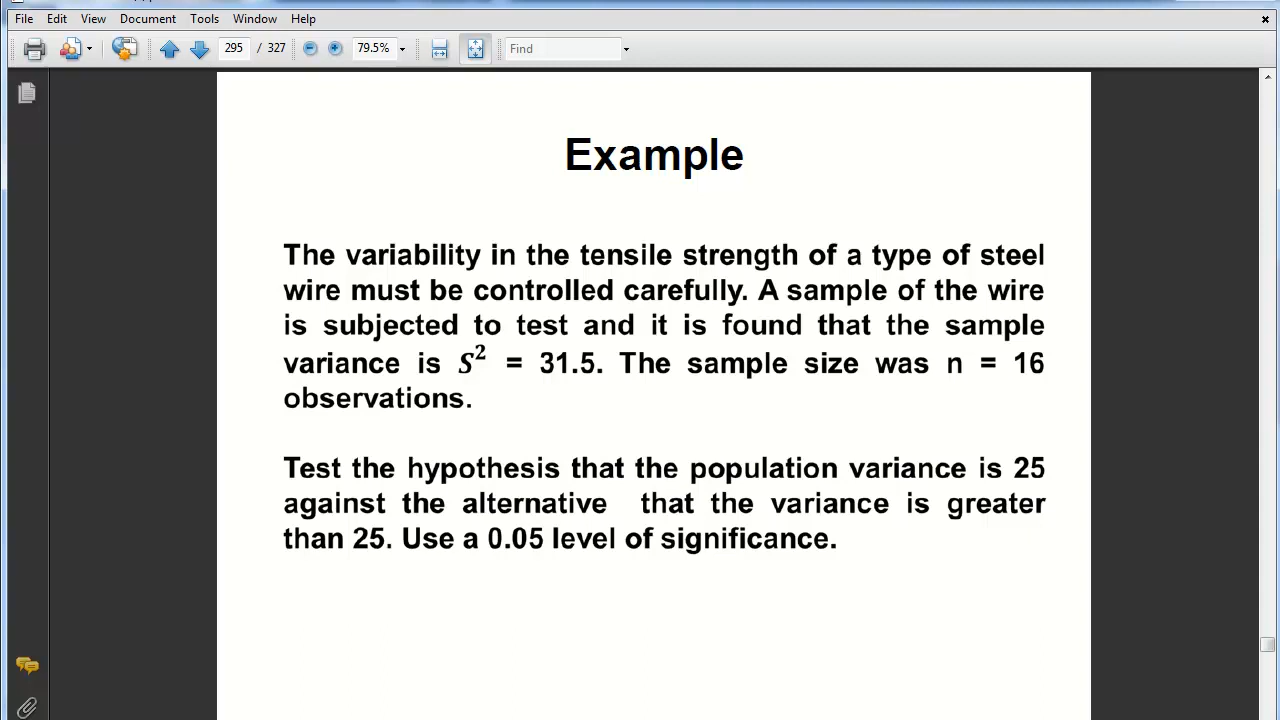 File Edit View Document Tools Window Help
295 / 327 79.5% Find
Example
The variability in the tensile strength of a type of steel
wire must be controlled carefully. A sample of the wire
is subjected to test and it is found that the sample
variance is S² = 31.5. The sample size was n = 16
observations.
Test the hypothesis that the population variance is 25
against the alternative that the variance is greater
than 25. Use a 0.05 level of significance.